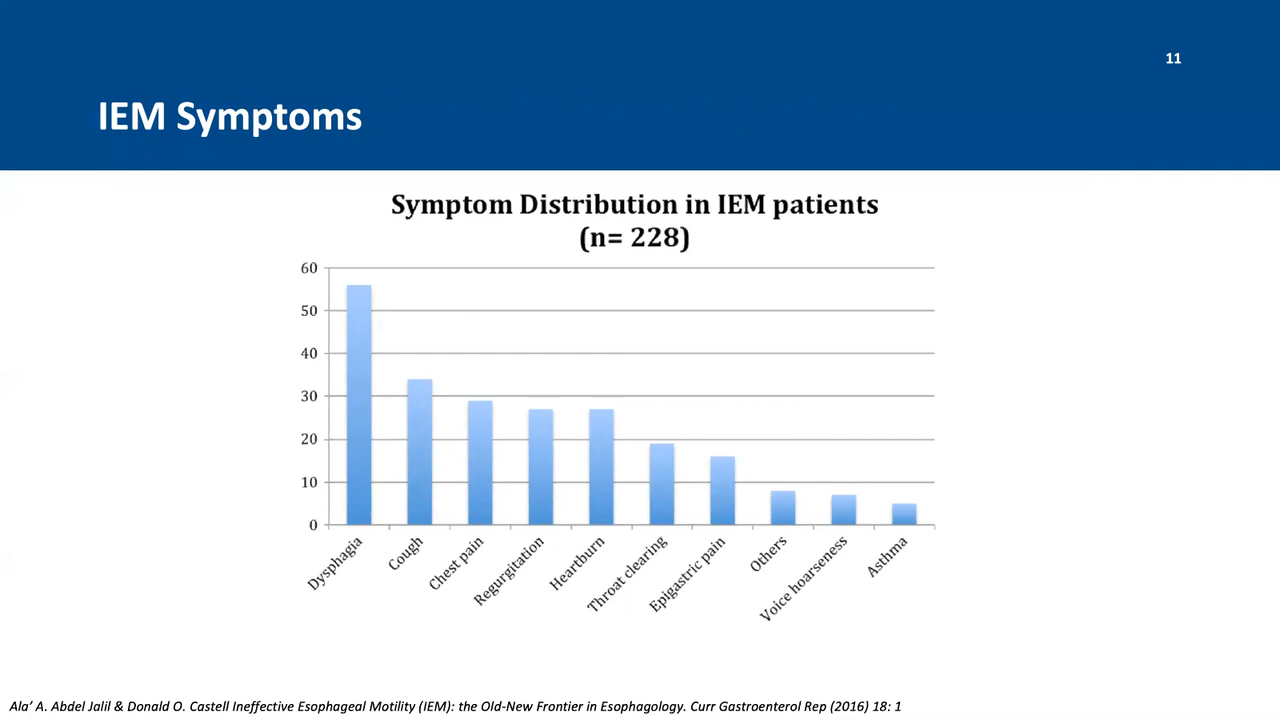 11
IEM Symptoms
Symptom Distribution in IEM patients
(n= 228)
60
50
40
30
20
10
0
Dysphagia
Cough
Chest pain
Regurgitation
Heartburn
Throat clearing
Epigastric pain
Others
Voice hoarseness
Asthma
Ala’ A. Abdel Jalil & Donald O. Castell Ineffective Esophageal Motility (IEM): the Old-New Frontier in Esophagology. Curr Gastroenterol Rep (2016) 18: 1